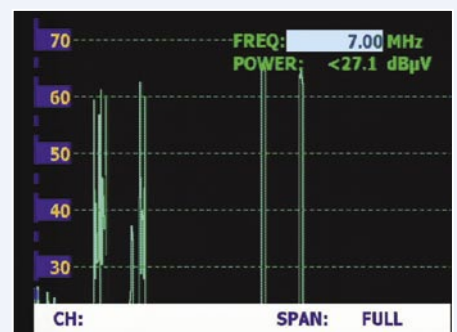 70
FREQ: 7.00 MHz
POWER: <27.1 dBµV
60
50
40
30
CH: SPAN: FULL